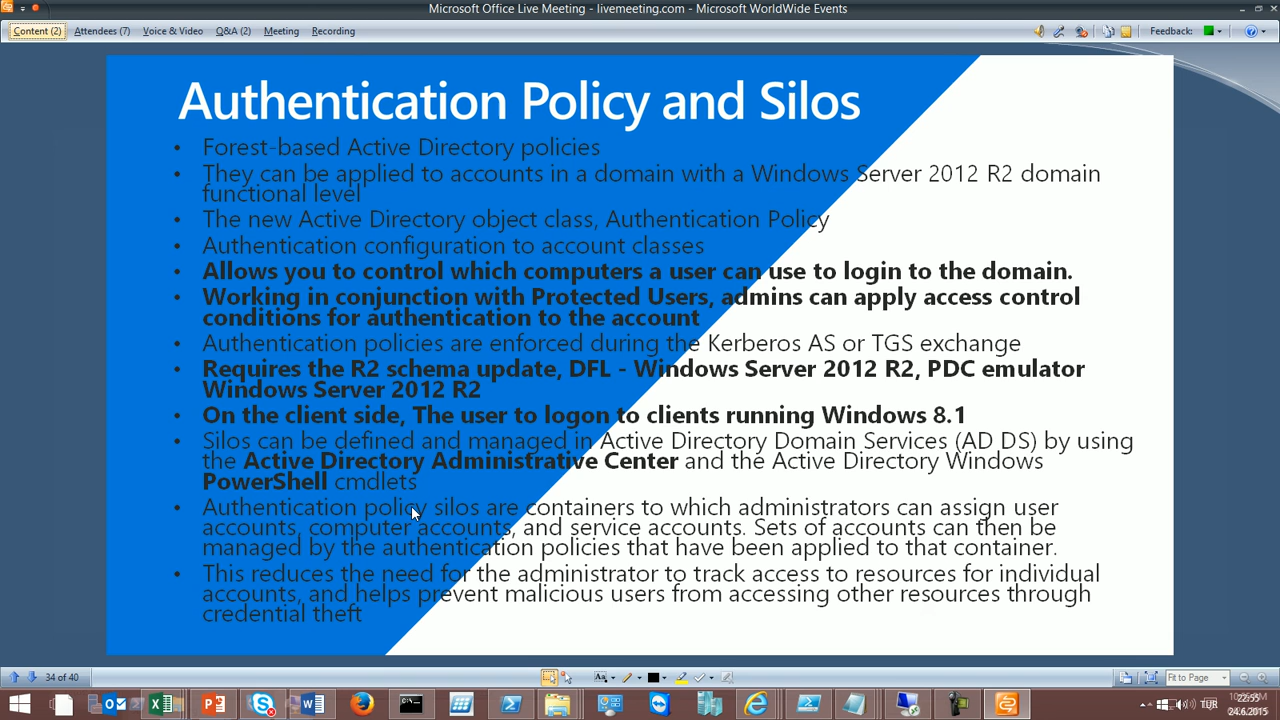 Microsoft Office Live Meeting - livemeeting.com - Microsoft WorldWide Events
Content (2) Attendees (7) Voice & Video Q&A (2) Meeting Recording Feedback:
Authentication Policy and Silos
• Forest-based Active Directory policies
• They can be applied to accounts in a domain with a Windows Server 2012 R2 domain
functional level
• The new Active Directory object class, Authentication Policy
• Authentication configuration to account classes
• Allows you to control which computers a user can use to login to the domain.
• Working in conjunction with Protected Users, admins can apply access control
conditions for authentication to the account
• Authentication policies are enforced during the Kerberos AS or TGS exchange
• Requires the R2 schema update, DFL - Windows Server 2012 R2, PDC emulator
Windows Server 2012 R2
• On the client side, The user to logon to clients running Windows 8.1
• Silos can be defined and managed in Active Directory Domain Services (AD DS) by using
the Active Directory Administrative Center and the Active Directory Windows
PowerShell cmdlets
• Authentication policy silos are containers to which administrators can assign user
accounts, computer accounts, and service accounts. Sets of accounts can then be
managed by the authentication policies that have been applied to that container.
• This reduces the need for the administrator to track access to resources for individual
accounts, and helps prevent malicious users from accessing other resources through
credential theft
34 of 40 Aa Fit to Page
TUR